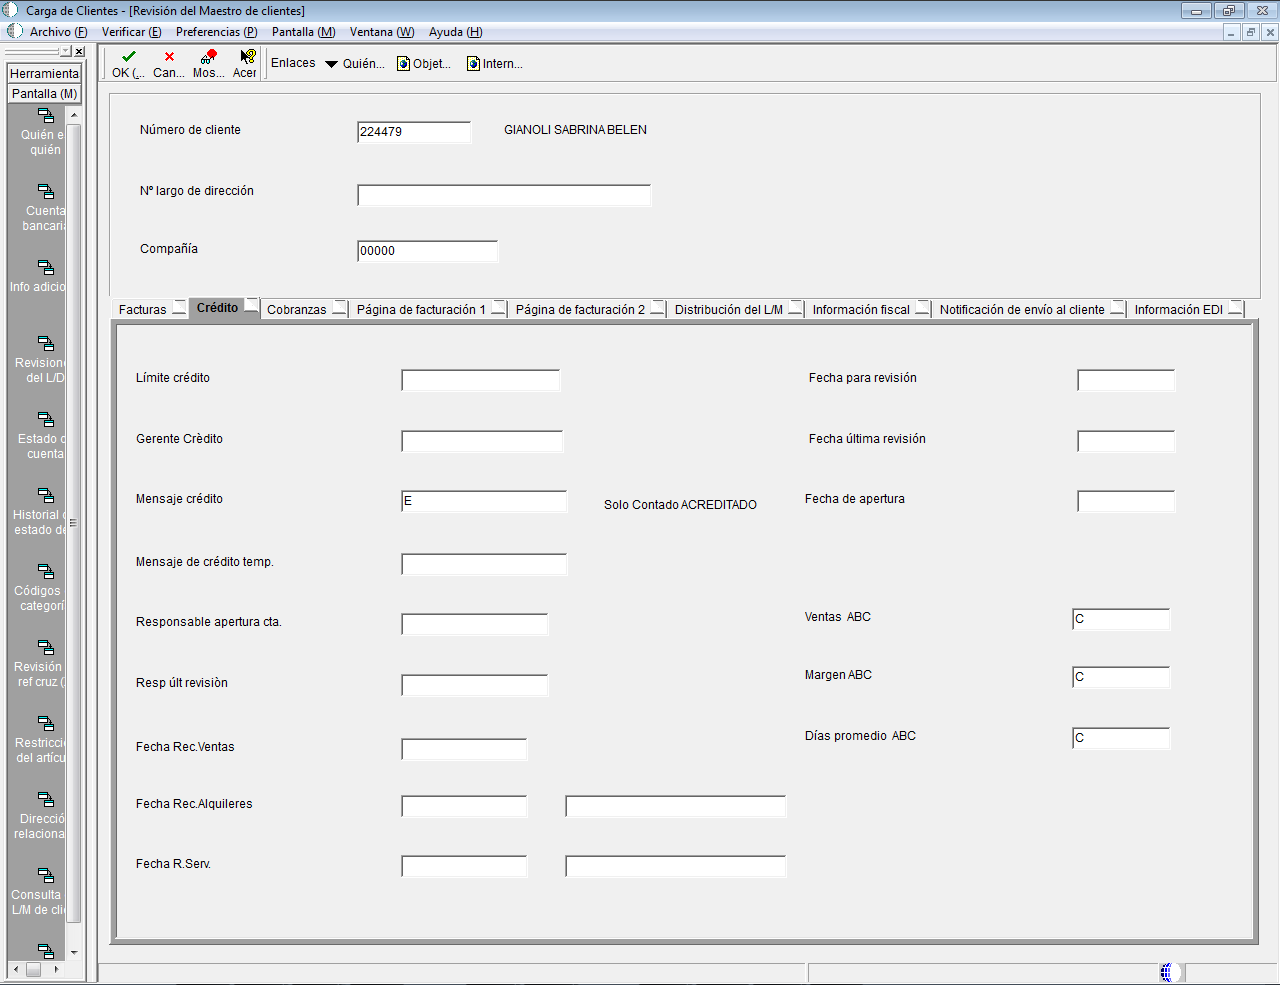 Carga de Clientes - [Revisión del Maestro de clientes]
Archivo (F) Verificar (E) Preferencias (P) Pantalla (M) Ventana (W) Ayuda (H)
Herramienta
Pantalla (M)
OK (... Can... Mos... Acer
Enlaces Quién... Objet... Intern...
Quién e
quién
Cuenta
bancaria
Info adicio
Revisione
del L/D
Estado
cuenta
Historial
estado de
Códigos
categorí
Revisión
ref cruz (
Restricci
del artícu
Direcció
relaciona
Consulta
L/M de clie
Número de cliente 224479 GIANOLI SABRINA BELEN
Nº largo de dirección
Compañía 00000
Facturas Crédito Cobranzas Página de facturación 1 Página de facturación 2 Distribución del L/M Información fiscal Notificación de envío al cliente Información EDI
Límite crédito Fecha para revisión
Gerente Crèdito Fecha última revisión
Mensaje crédito E Solo Contado ACREDITADO Fecha de apertura
Mensaje de crédito temp.
Responsable apertura cta. Ventas ABC C
Resp últ revisiòn Margen ABC C
Fecha Rec.Ventas Días promedio ABC C
Fecha Rec.Alquileres
Fecha R.Serv.